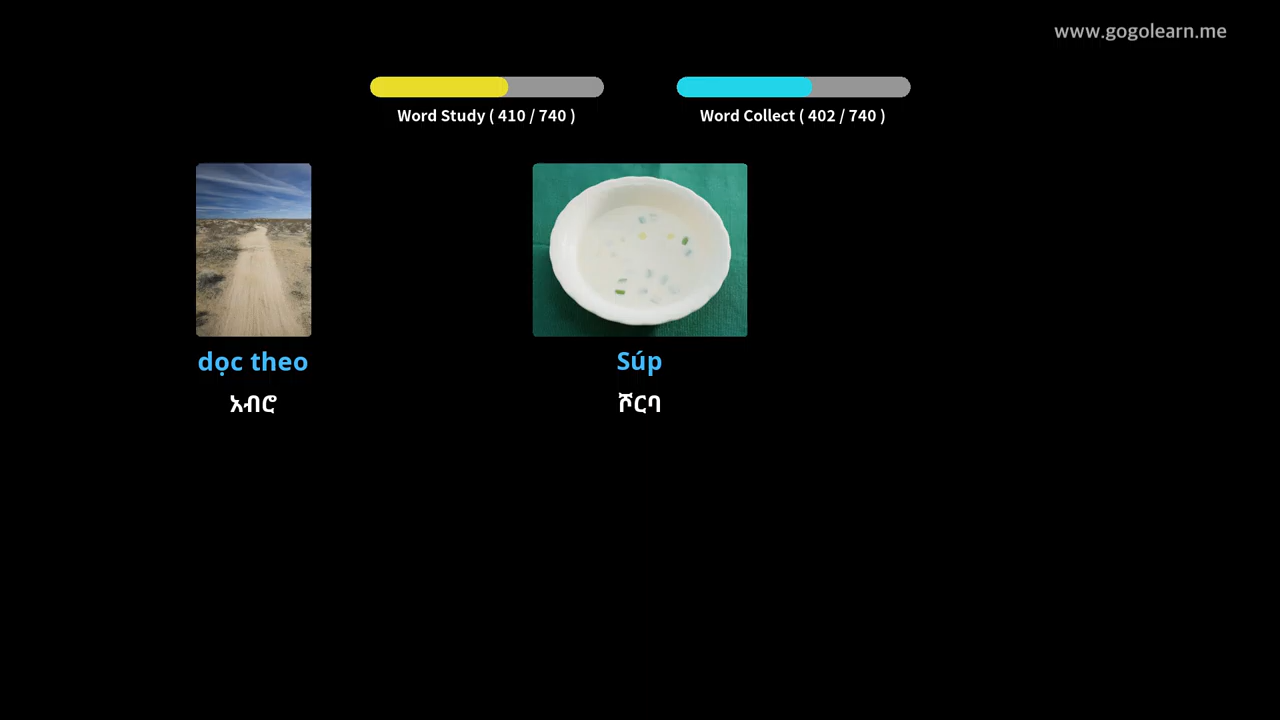 www.gogolearn.me
Word Study ( 410 / 740 )
Word Collect ( 402 / 740 )
dọc theo
Súp
አብሮ
ሾርባ